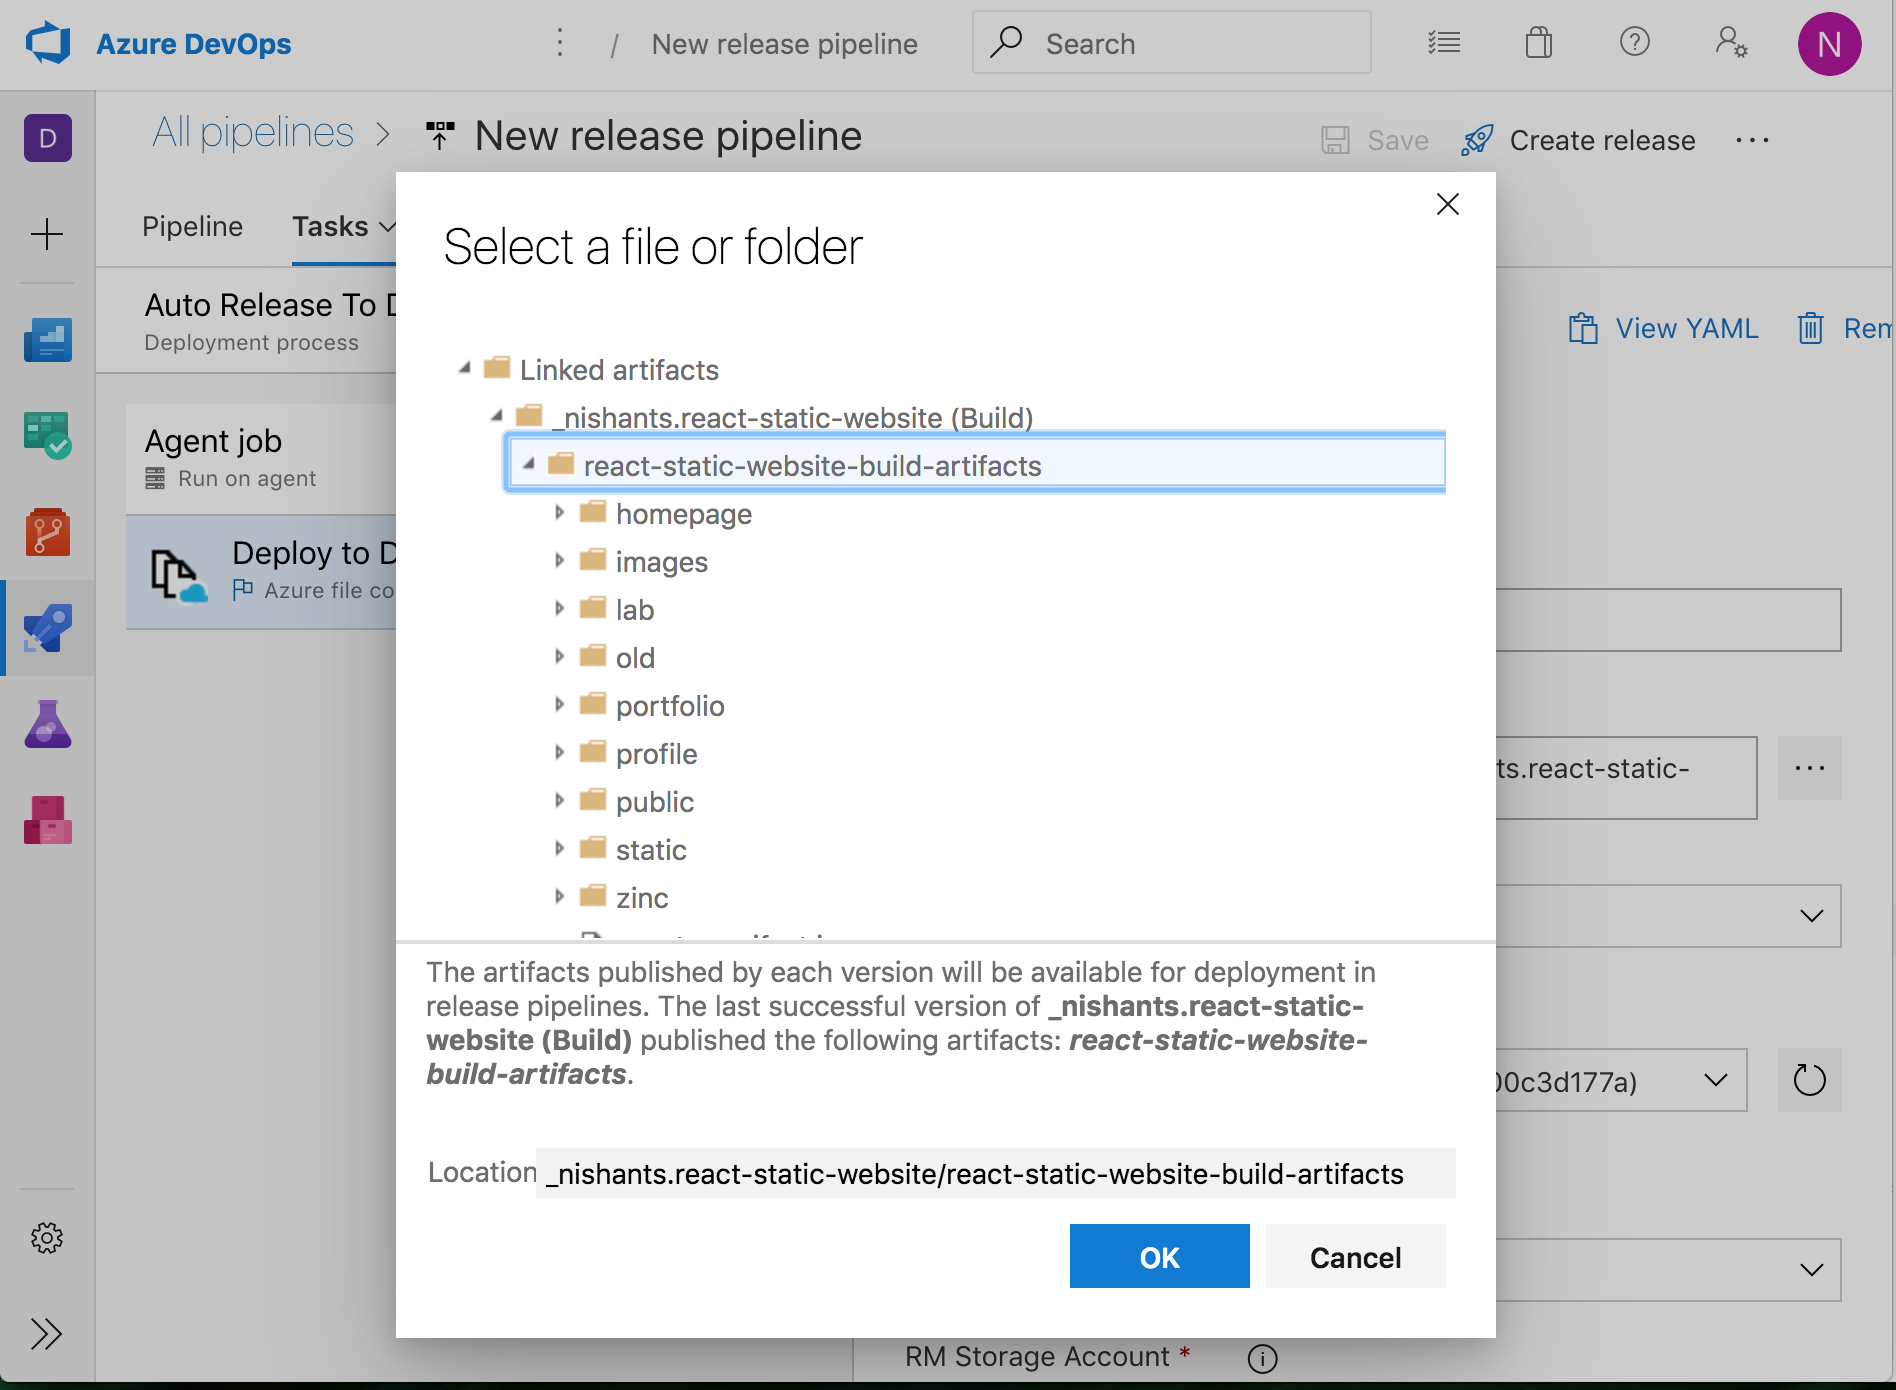 Azure DevOps
/ New release pipeline
Search
N
D
All pipelines > New release pipeline
Save
Create release
Pipeline
Tasks
Auto Release To D
Deployment process
View YAML
Rem
Agent job
Run on agent
Deploy to D
Azure file co
Select a file or folder
Linked artifacts
_nishants.react-static-website (Build)
react-static-website-build-artifacts
homepage
images
lab
old
portfolio
profile
public
static
zinc
The artifacts published by each version will be available for deployment in
release pipelines. The last successful version of _nishants.react-static-
website (Build) published the following artifacts: react-static-website-
build-artifacts.
Location
_nishants.react-static-website/react-static-website-build-artifacts
OK
Cancel
ts.react-static-
00c3d177a)
RM Storage Account *